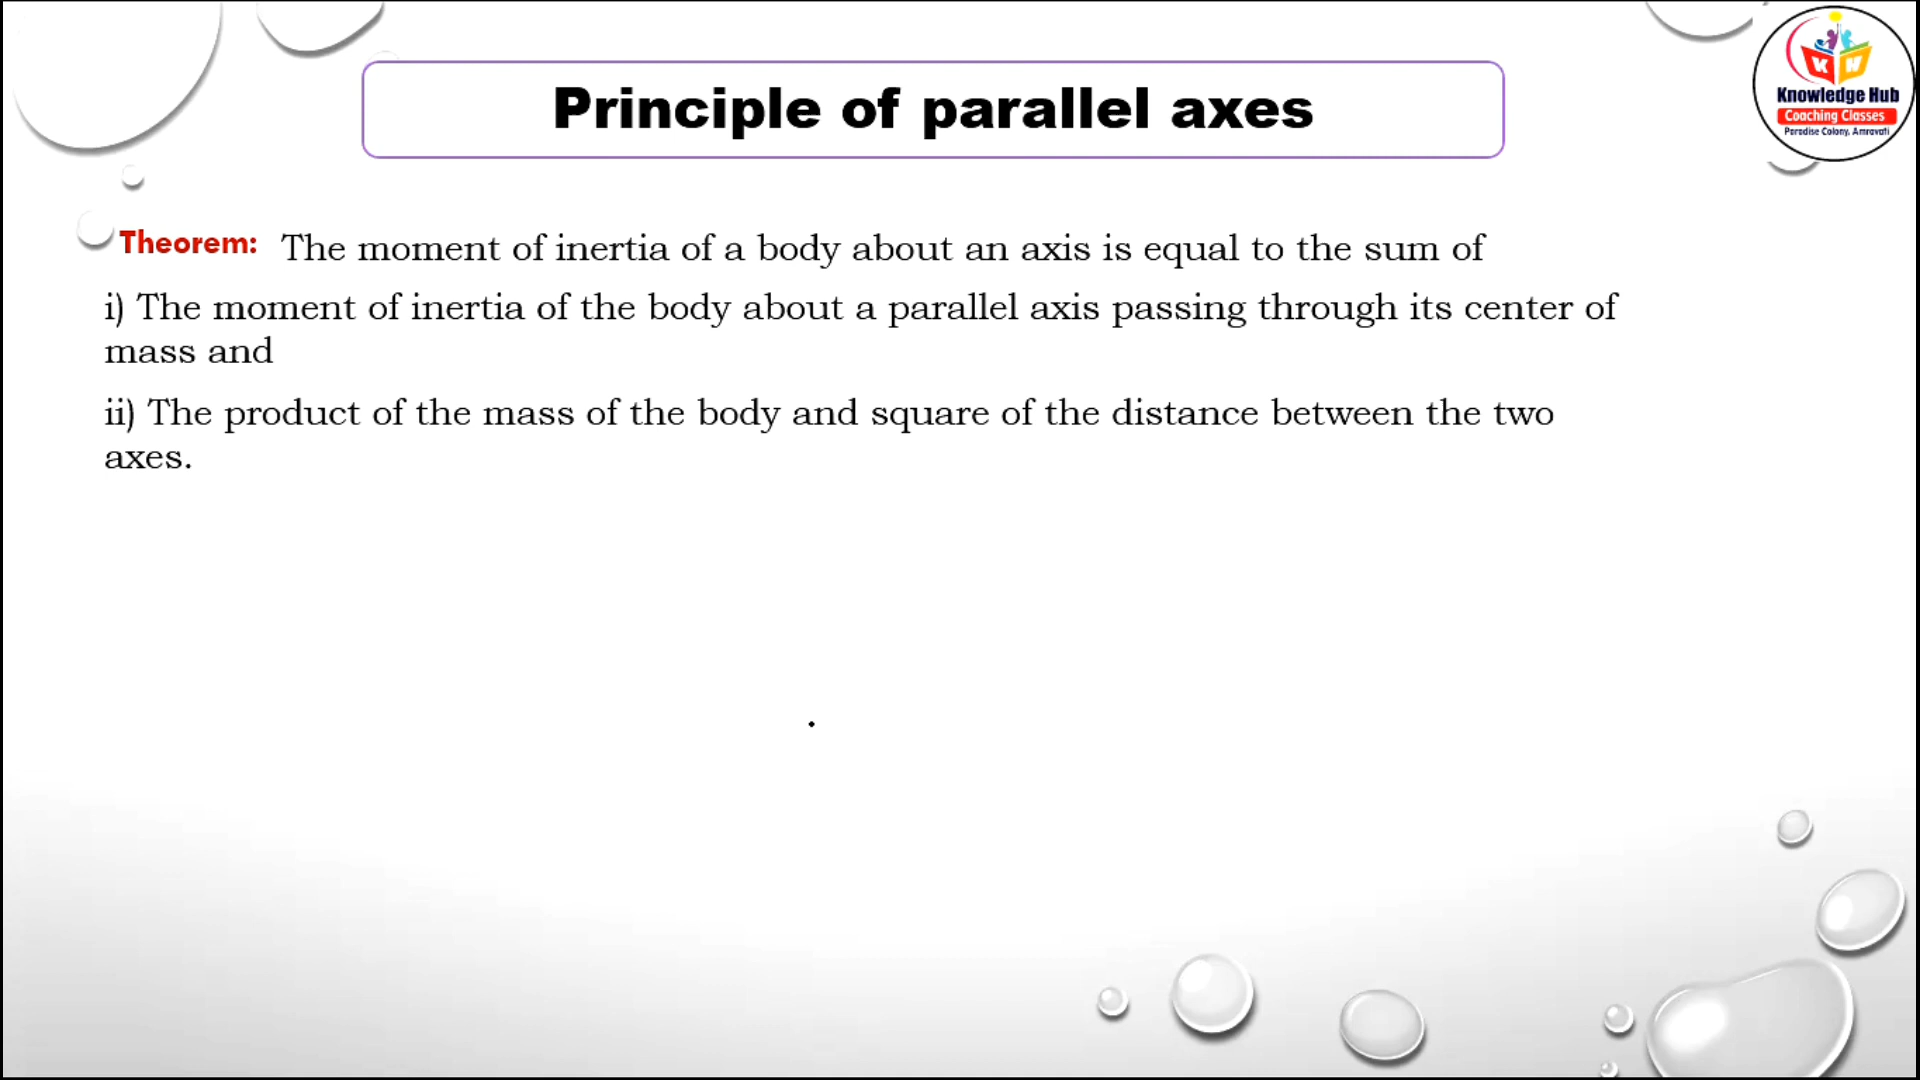 Principle of parallel axes
K H
Knowledge Hub
Coaching Classes
Paradise Colony, Amravati
Theorem: The moment of inertia of a body about an axis is equal to the sum of
i) The moment of inertia of the body about a parallel axis passing through its center of
mass and
ii) The product of the mass of the body and square of the distance between the two
axes.